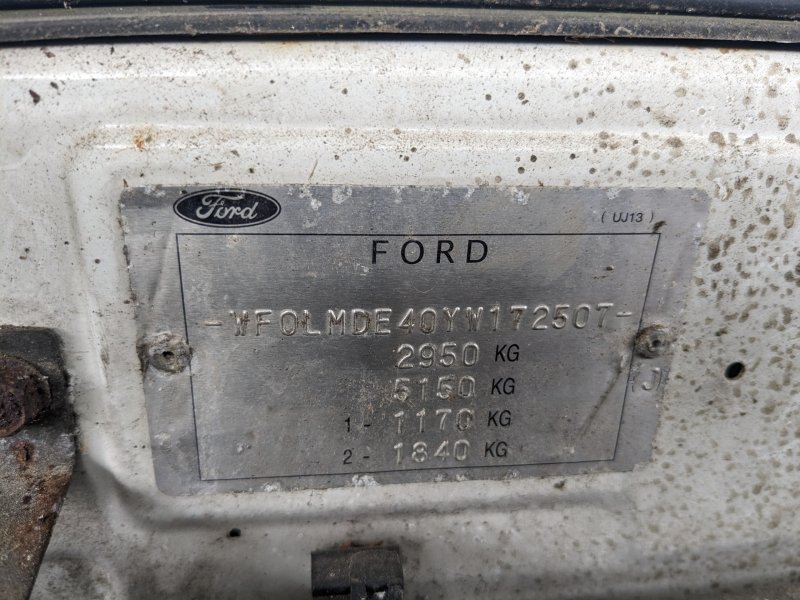 Ford
( UJ13 )
FORD
-WF0LMDE40YW172507-
2950 KG
5150 KG
(J)
1- 1170 KG
2- 1840 KG